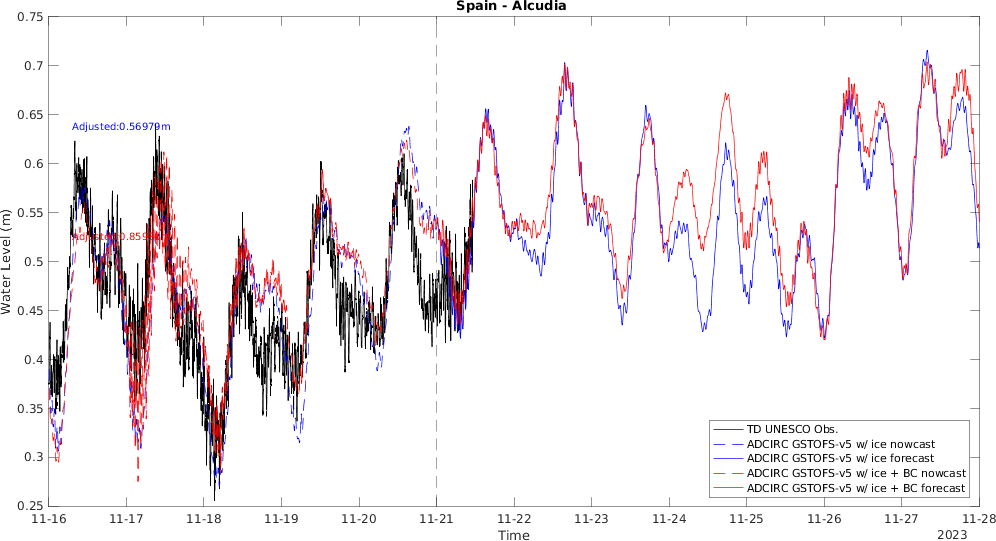 Spain - Alcudia
0.75
0.7
0.65
0.6
0.55
0.5
0.45
0.4
0.35
0.3
0.25
Water Level (m)
Adjusted:0.56979m
TD UNESCO Obs.
ADCIRC GSTOFS-v5 w/ ice nowcast
ADCIRC GSTOFS-v5 w/ ice forecast
ADCIRC GSTOFS-v5 w/ ice + BC nowcast
ADCIRC GSTOFS-v5 w/ ice + BC forecast
11-16 11-17 11-18 11-19 11-20 11-21 11-22 11-23 11-24 11-25 11-26 11-27 11-28
Time
2023